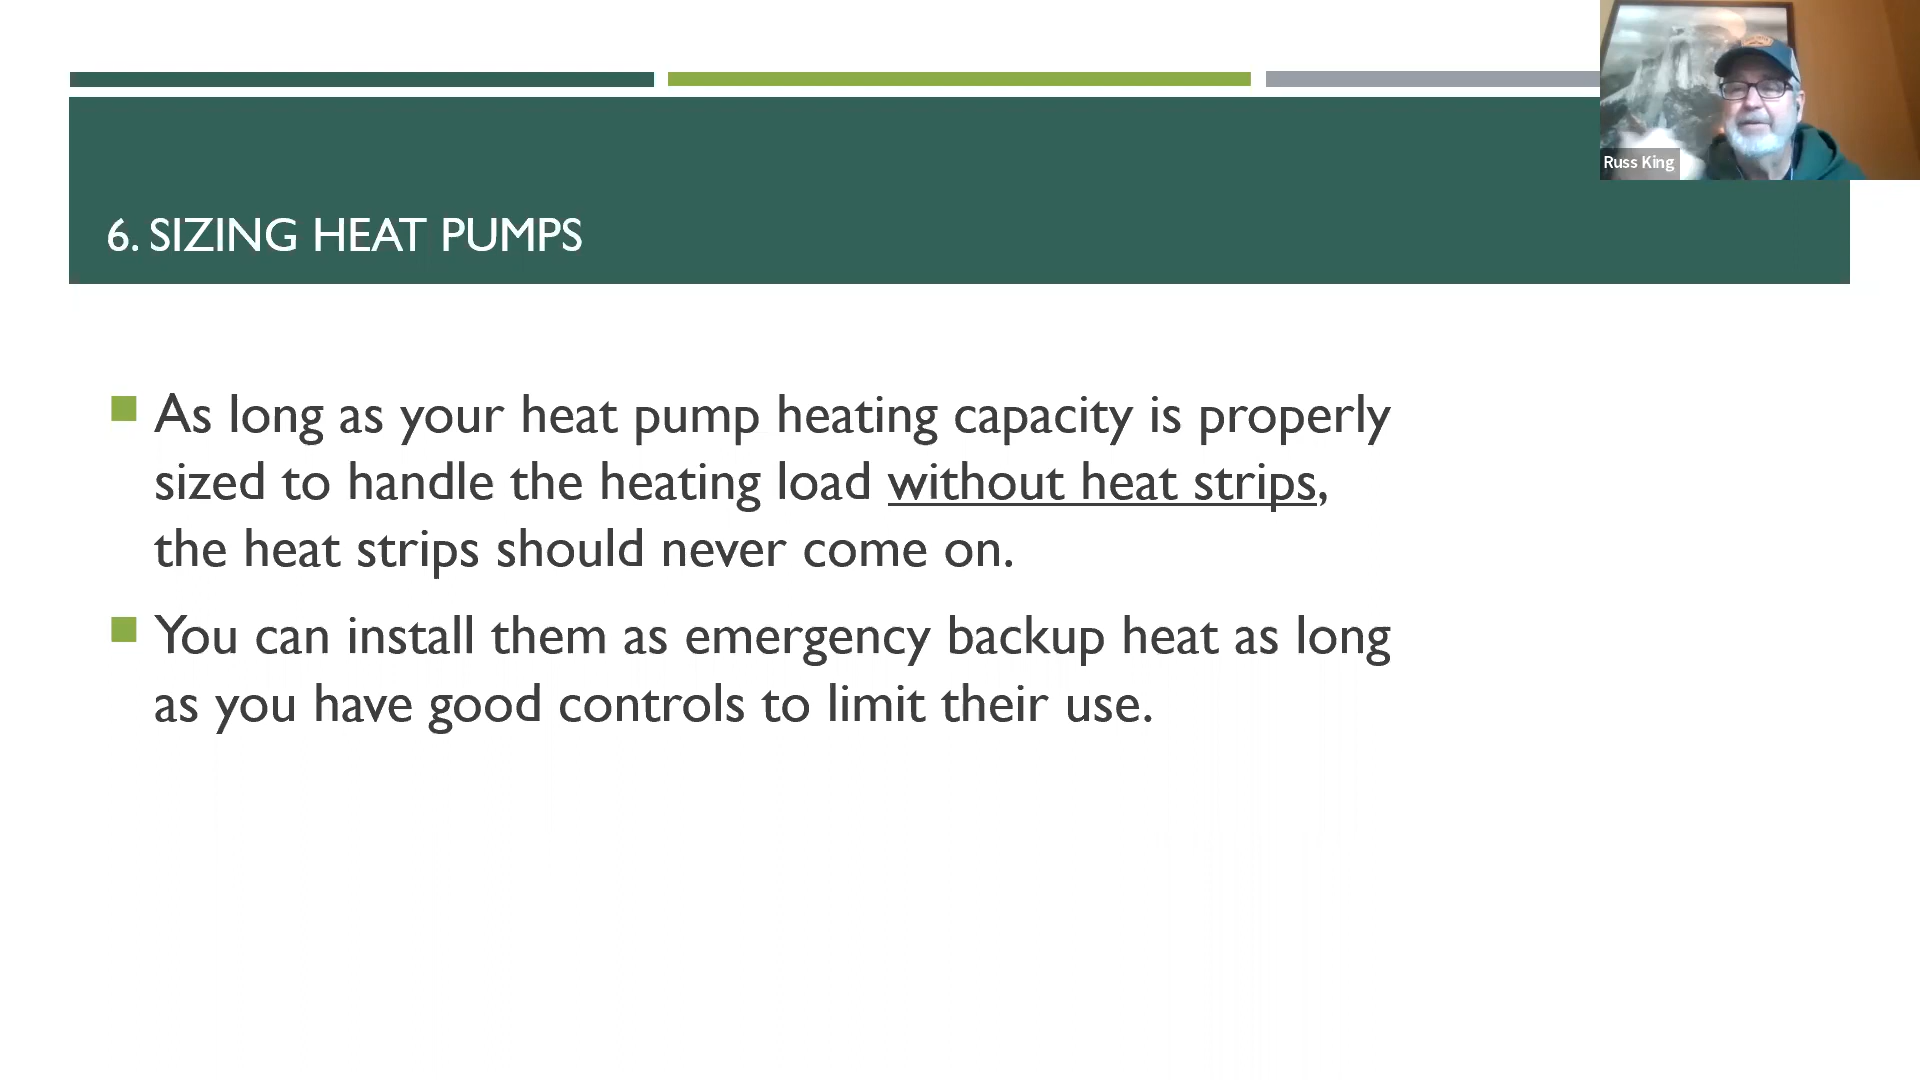 Russ King
6. SIZING HEAT PUMPS
As long as your heat pump heating capacity is properly
sized to handle the heating load without heat strips,
the heat strips should never come on.
You can install them as emergency backup heat as long
as you have good controls to limit their use.